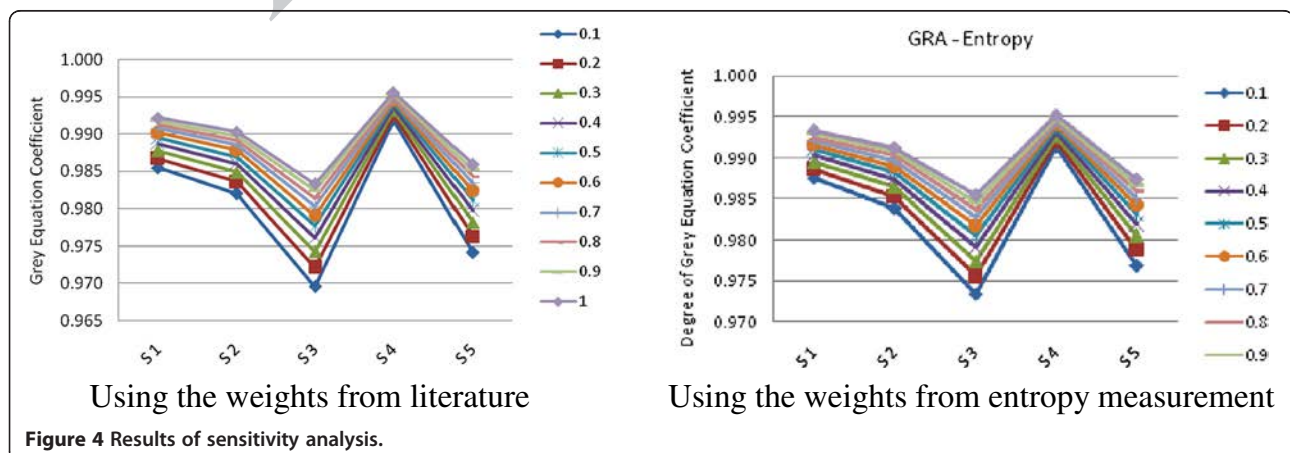 1.000
0.995
0.990
0.985
0.980
0.975
0.970
0.965
Grey Equation Coefficient
S1
S2
S3
S4
S5
0.1
0.2
0.3
0.4
0.5
0.6
0.7
0.8
0.9
1
Using the weights from literature
GRA - Entropy
1.000
0.995
0.990
0.985
0.980
0.975
0.970
Degree of Grey Equation Coefficient
S1
S2
S3
S4
S5
0.1
0.2
0.3
0.4
0.5
0.6
0.7
0.8
0.9
Using the weights from entropy measurement
Figure 4 Results of sensitivity analysis.